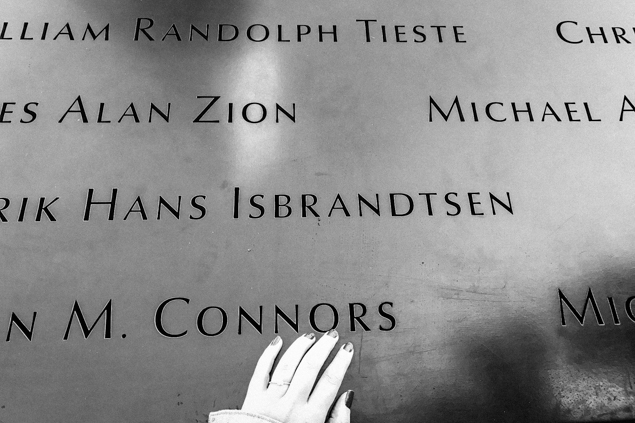 LLIAM RANDOLPH TIESTE CHRI
ES ALAN ZION MICHAEL A
RIK HANS ISBRANDTSEN
N M. CONNORS MIC